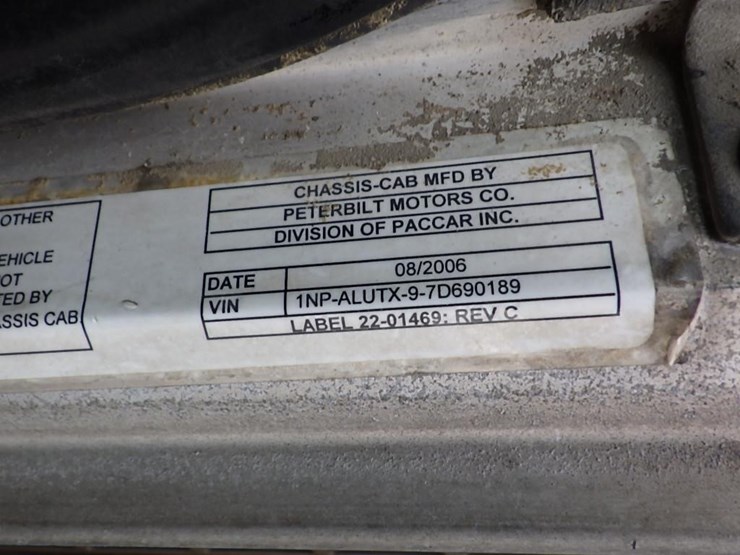 OTHER
EHICLE
OT
TED BY
ASSIS CAB
CHASSIS-CAB MFD BY
PETERBILT MOTORS CO.
DIVISION OF PACCAR INC.
DATE 08/2006
VIN 1NP-ALUTX-9-7D690189
LABEL 22-01469: REV C